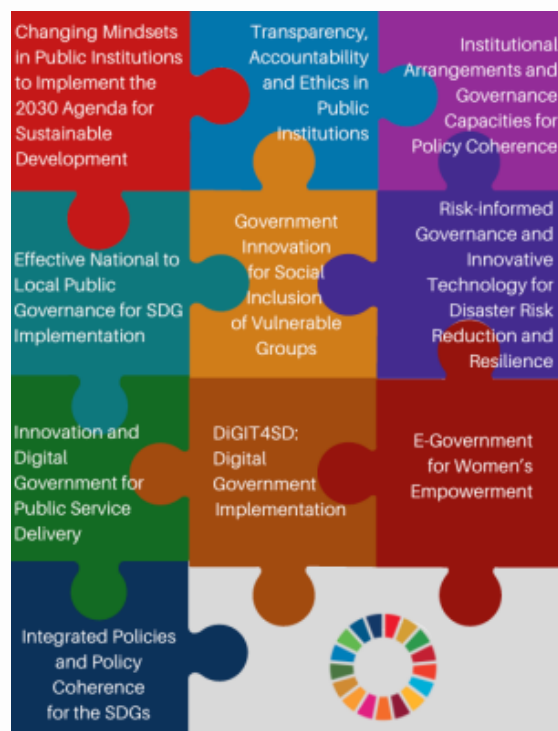 Changing Mindsets
in Public Institutions
to Implement the
2030 Agenda for
Sustainable
Development
Transparency,
Accountability
and Ethics in
Public
Institutions
Institutional
Arrangements and
Governance
Capacities for
Policy Coherence
Effective National to
Local Public
Governance for SDG
Implementation
Government
Innovation
for Social
Inclusion
of Vulnerable
Groups
Risk-informed
Governance and
Innovative
Technology for
Disaster Risk
Reduction and
Resilience
Innovation and
Digital
Government for
Public Service
Delivery
DiGIT4SD:
Digital
Government
Implementation
E-Government
for Women's
Empowerment
Integrated Policies
and Policy
Coherence
for the SDGs